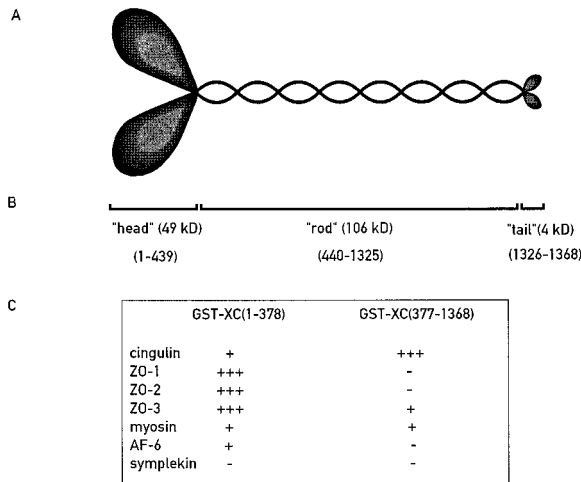 A
B
"head" (49 kD) "rod" (106 kD) "tail"(4 kD)
(1-439) (440-1325) (1326-1368)
C
GST-XC(1-378) GST-XC(377-1368)
cingulin + +++
ZO-1 +++ -
ZO-2 +++ -
ZO-3 +++ +
myosin + +
AF-6 + -
symplekin - -